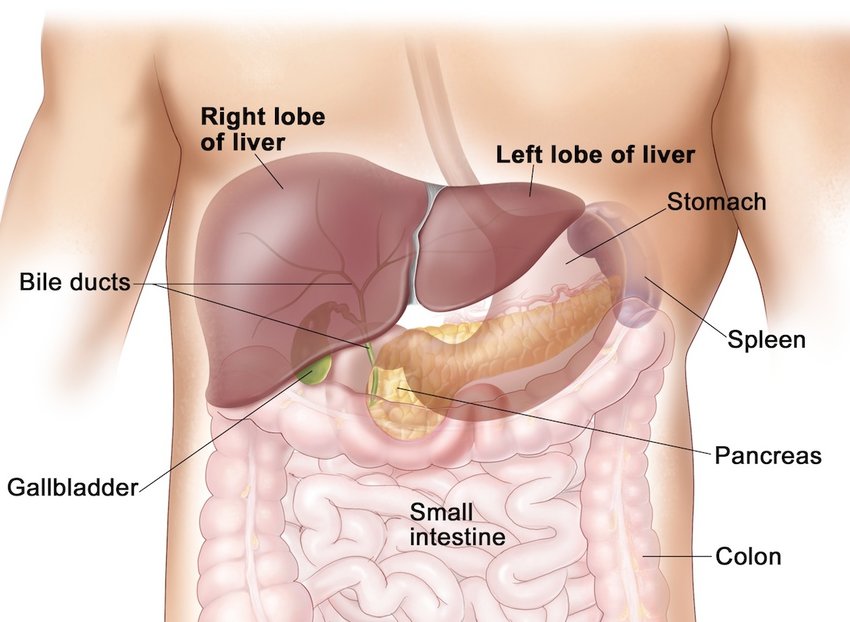 Right lobe
of liver
Left lobe of liver
Stomach
Bile ducts
Spleen
Pancreas
Gallbladder
Small
intestine
Colon